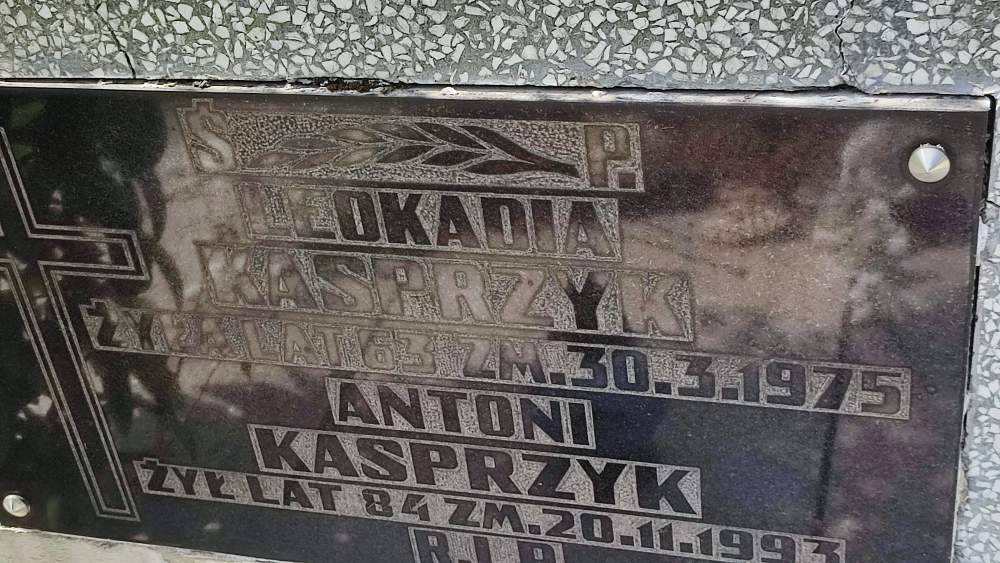 Ś P.
LEOKADIA
KASPRZYK
ŻYŁA LAT 63 ZM.30.3.1975
ANTONI
KASPRZYK
ŻYŁ LAT 84 ZM.20.11.1993
R.I.P